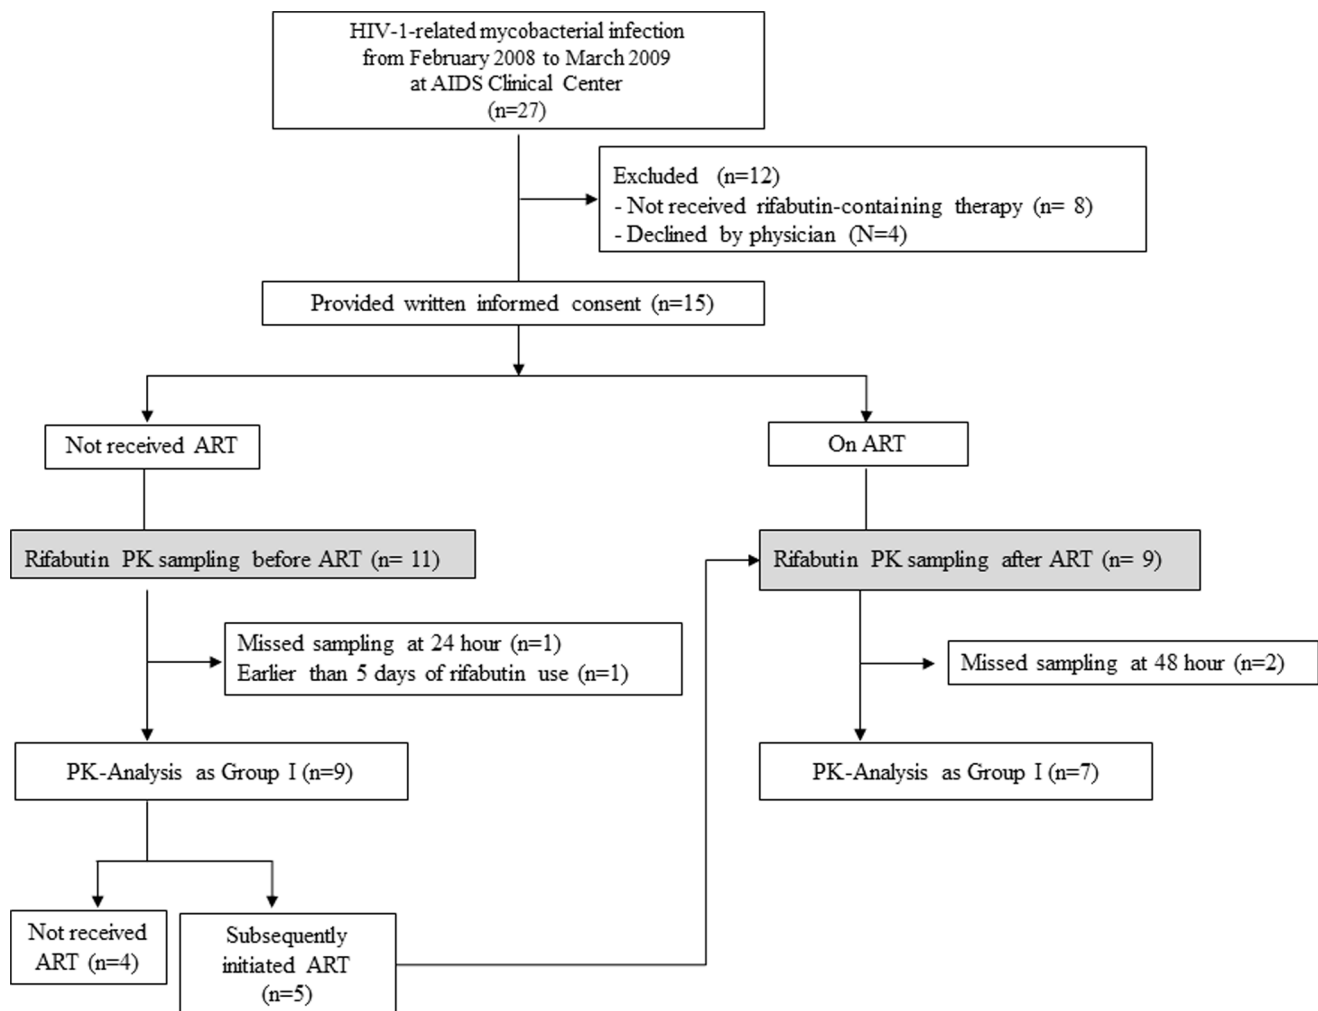 HIV-1-related mycobacterial infection
from February 2008 to March 2009
at AIDS Clinical Center
(n=27)
Excluded (n=12)
- Not received rifabutin-containing therapy (n= 8)
- Declined by physician (N=4)
Provided written informed consent (n=15)
Not received ART
On ART
Rifabutin PK sampling before ART (n= 11)
Rifabutin PK sampling after ART (n= 9)
Missed sampling at 24 hour (n=1)
Earlier than 5 days of rifabutin use (n=1)
Missed sampling at 48 hour (n=2)
PK-Analysis as Group I (n=9)
PK-Analysis as Group I (n=7)
Not received
ART (n=4)
Subsequently
initiated ART
(n=5)